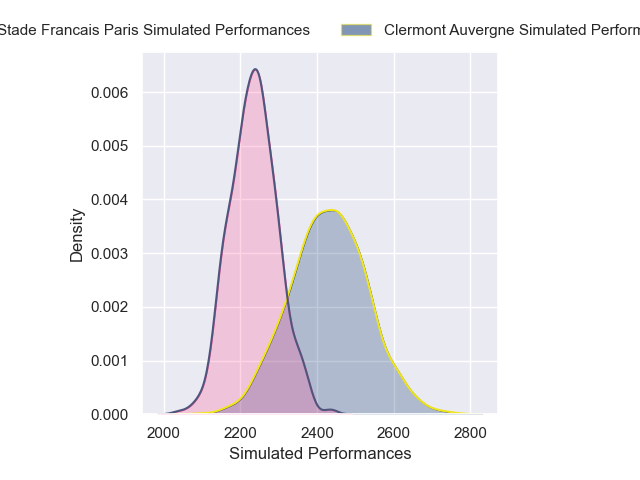 Stade Francais Paris Simulated Performances
Clermont Auvergne Simulated Perform
0.006
0.005
0.004
0.003
0.002
0.001
0.000
Density
2000 2200 2400 2600 2800
Simulated Performances